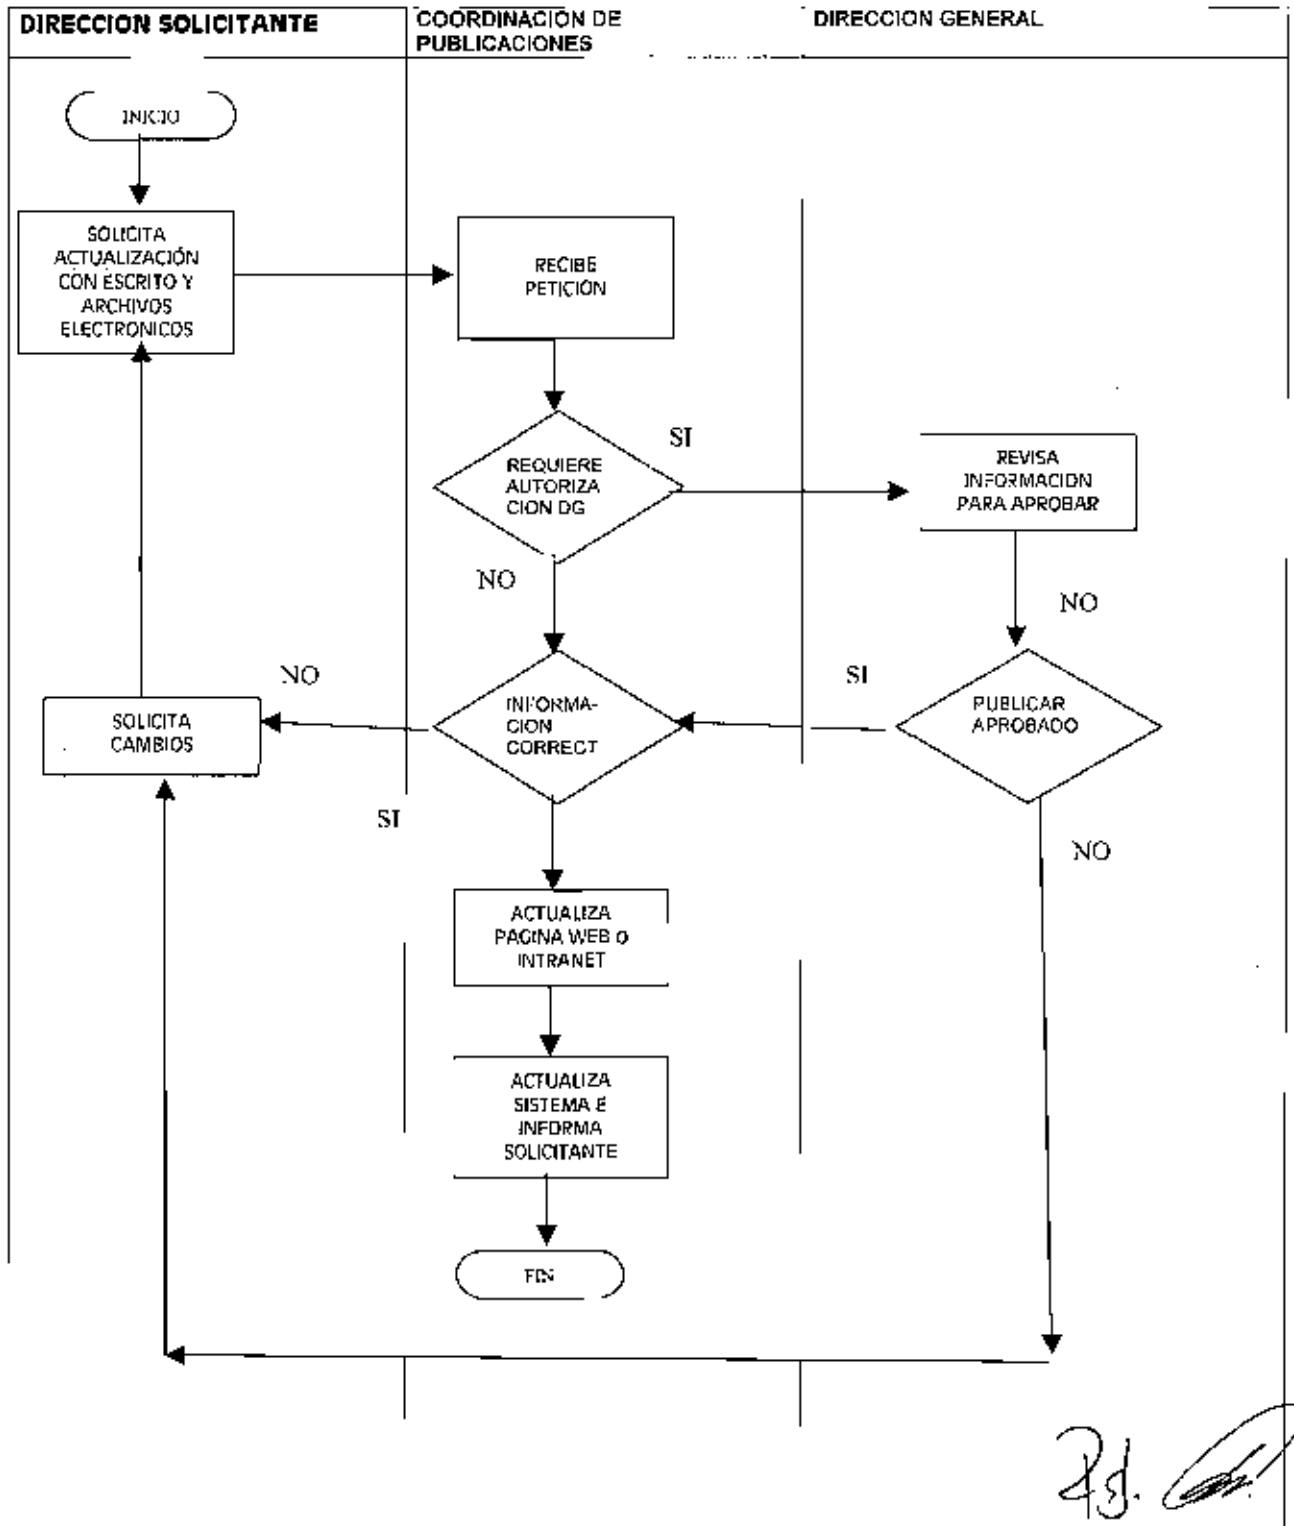 DIRECCION SOLICITANTE
COORDINACIÓN DE
PUBLICACIONES
DIRECCION GENERAL
INICIO
SOLICITA
ACTUALIZACIÓN
CON ESCRITO Y
ARCHIVOS
ELECTRONICOS
RECIBE
PETICIÓN
SI
REQUIERE
AUTORIZA
CION DG
REVISA
INFORMACION
PARA APROBAR
NO
NO
NO
SI
SOLICITA
CAMBIOS
INFORMA-
CION
CORRECT
PUBLICAR
APROBADO
SI
NO
ACTUALIZA
PAGINA WEB O
INTRANET
ACTUALIZA
SISTEMA E
INFORMA
SOLICITANTE
FIN